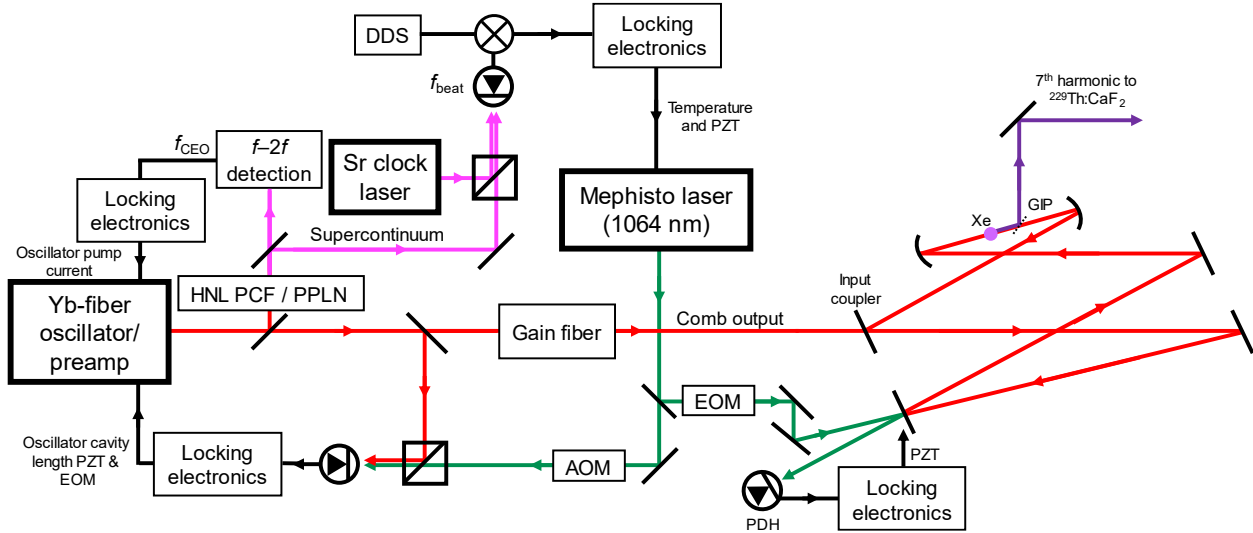 DDS
Locking
electronics
f_beat
Temperature
and PZT
7th harmonic to
229Th:CaF2
f_CEO
f–2f
detection
Sr clock
laser
Mephisto laser
(1064 nm)
Locking
electronics
Supercontinuum
Oscillator pump
current
HNL PCF / PPLN
Yb-fiber
oscillator/
preamp
Gain fiber
Comb output
Input
coupler
Xe
GIP
EOM
AOM
Oscillator cavity
length PZT &
EOM
Locking
electronics
PDH
PZT
Locking
electronics